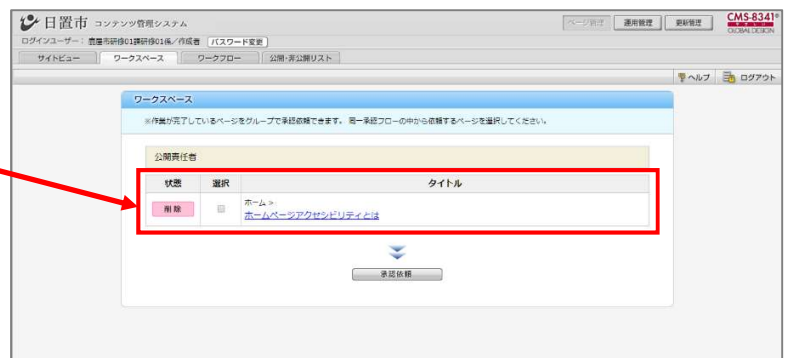 日置市 コンテンツ管理システム
ページ管理 運用管理 更新管理
CMS-8341
GLOBAL DESIGN
ログインユーザー： 鹿屋市研修01課研修01係／作成者 パスワード変更
サイトビュー ワークスペース ワークフロー 公開・非公開リスト
ヘルプ ログアウト
ワークスペース
※作業が完了しているページをグループで承認依頼できます。 同一承認フローの中から依頼するページを選択してください。
公開責任者
状態 選択 タイトル
削除 ホーム >
ホームページアクセシビリティとは
承認依頼